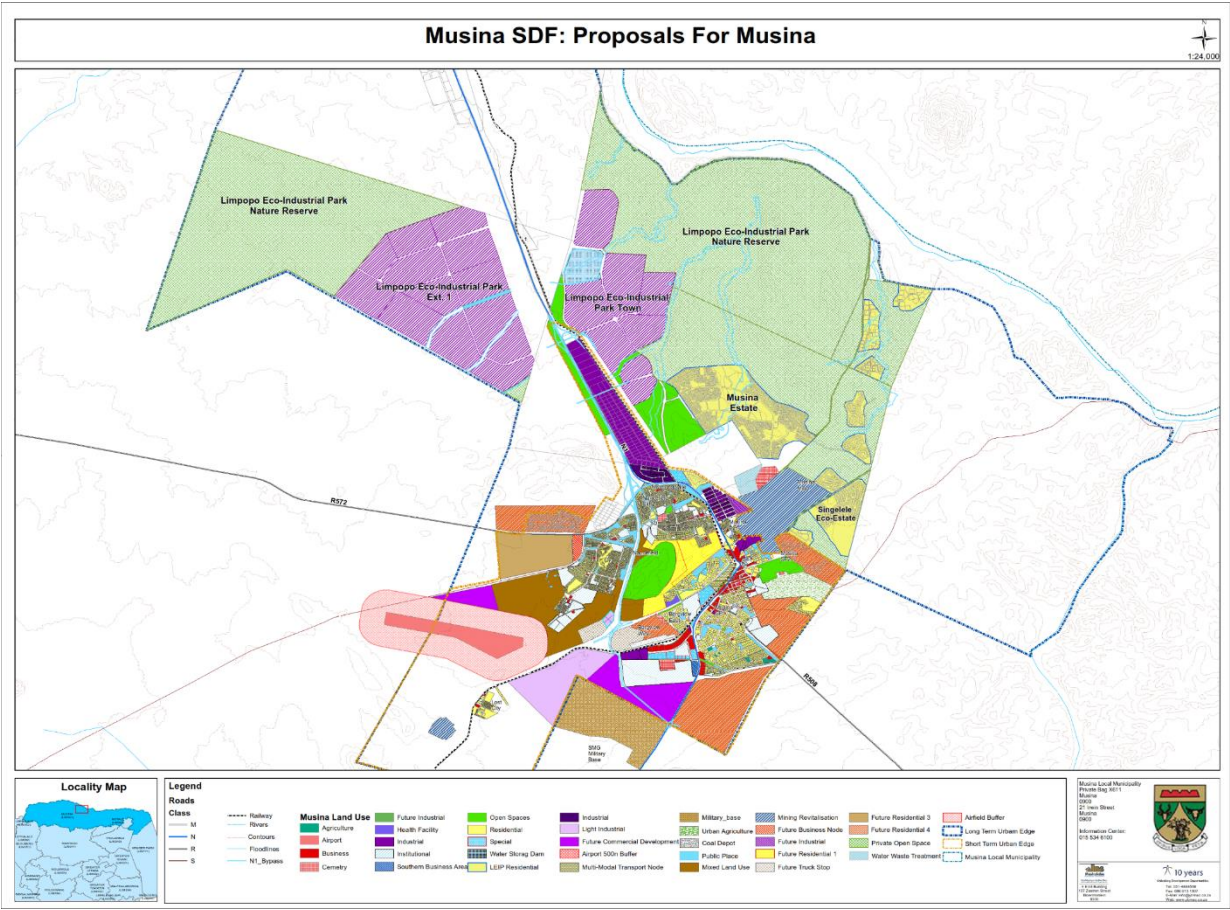 Musina SDF: Proposals For Musina
N
1:24,000
Limpopo Eco-Industrial Park
Nature Reserve
Limpopo Eco-Industrial Park
Nature Reserve
Limpopo Eco-Industrial Park
Ext. 1
Limpopo Eco-Industrial
Park Town
Musina
Estate
N1
R572
Singelele
Eco-Estate
R508
SMG
Military
Base
Locality Map
Legend
Roads
Class
M
N
R
S
Railway
Rivers
Contours
Floodlines
N1_Bypass
Musina Land Use
Agriculture
Airport
Business
Cemetry
Future Industrial
Health Facility
Industrial
Institutional
Southern Business Area
Open Spaces
Residential
Special
Water Storag Dam
LEIP Residential
Industrial
Light Industrial
Future Commercial Development
Airport 500n Buffer
Multi-Modal Transport Node
Military_base
Urban Agriculture
Coal Depot
Public Place
Mixed Land Use
Mining Revitalisation
Future Business Node
Future Industrial
Future Residential 1
Future Truck Stop
Future Residential 3
Future Residential 4
Private Open Space
Water Waste Treatment
Airfield Buffer
Long Term Urbarn Edge
Short Term Urbarn Edge
Musina Local Municipality
Musina Local Municipality
Private Bag X611
Musina
0900
21 Irwin Street
Musina
0900
Information Center:
015 534 6100
10 years